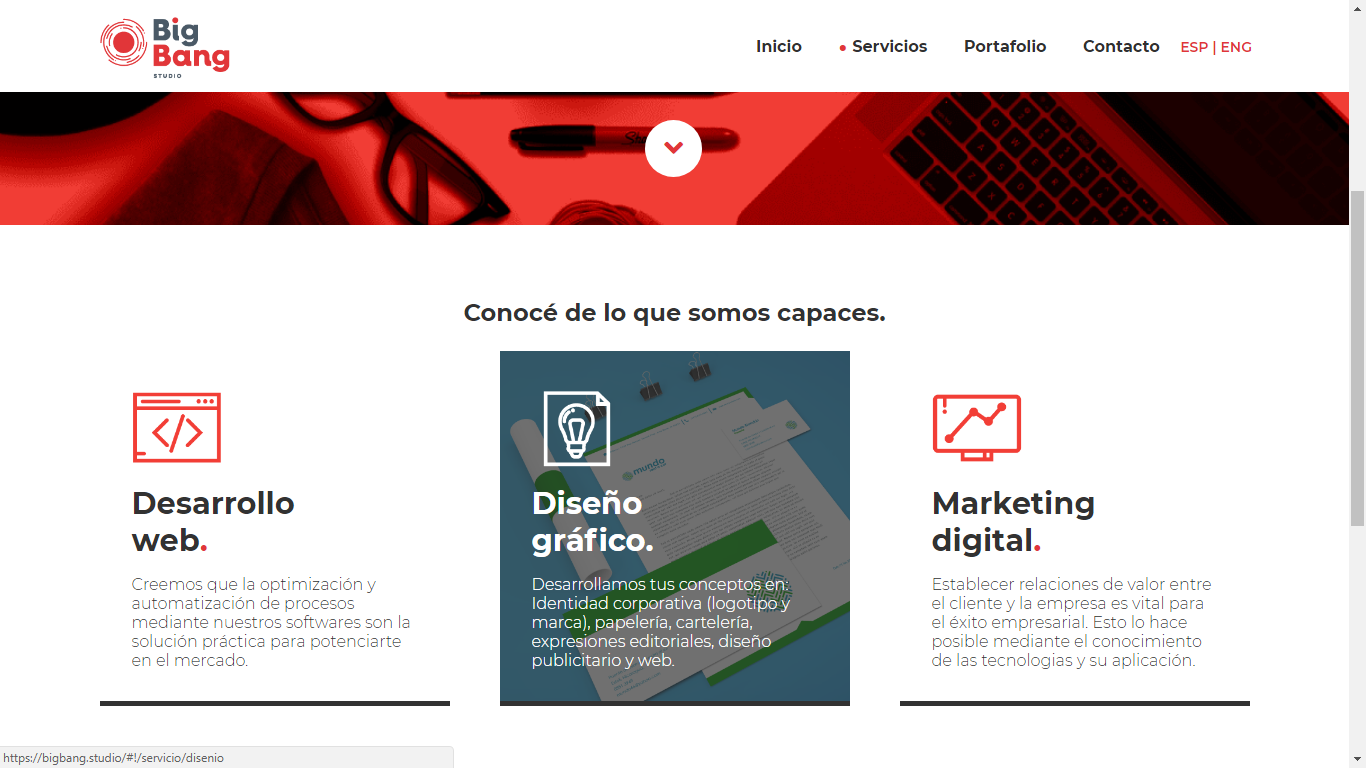 Big
Bang
STUDIO
Inicio
Servicios
Portafolio
Contacto
ESP | ENG
Conocé de lo que somos capaces.
Desarrollo
web.
Creemos que la optimización y
automatización de procesos
mediante nuestros softwares son la
solución práctica para potenciarte
en el mercado.
mundo
Diseño
gráfico.
Desarrollamos tus conceptos en:
Identidad corporativa (logotipo y
marca), papelería, cartelería,
expresiones editoriales, diseño
publicitario y web.
Marketing
digital.
Establecer relaciones de valor entre
el cliente y la empresa es vital para
el éxito empresarial. Esto lo hace
posible mediante el conocimiento
de las tecnologias y su aplicación.
https://bigbang.studio/#!/servicio/disenio